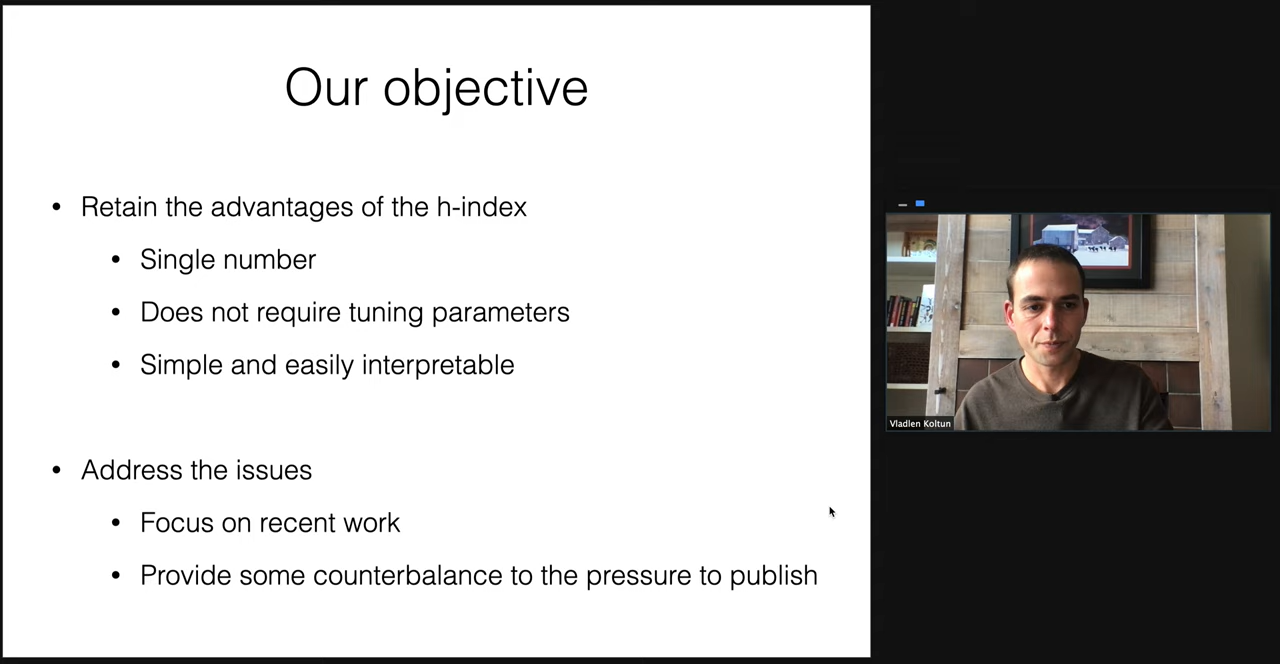 Our objective
• Retain the advantages of the h-index
• Single number
• Does not require tuning parameters
• Simple and easily interpretable
• Address the issues
• Focus on recent work
• Provide some counterbalance to the pressure to publish
Vladlen Koltun